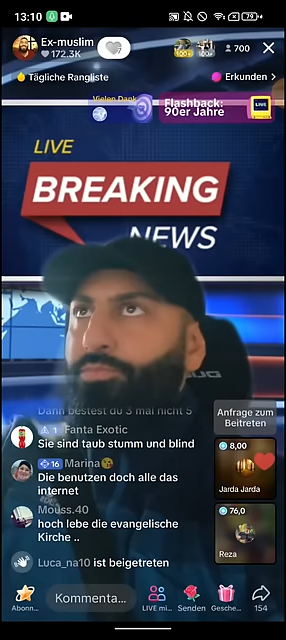 13:10
79
Ex-muslim
172.3K
100+
700
Tägliche Rangliste
Erkunden >
Vielen Dank
Flashback:
90er Jahre
LIVE
LIVE
BREAKING
NEWS
Dann bestest du 3 mal nicht 5
1 Fanta Exotic
Sie sind taub stumm und blind
16 Marina😘
Die benutzen doch alle das
internet
Mouss.40
hoch lebe die evangelische
Kirche ..
Luca_na10 ist beigetreten
Anfrage zum
Beitreten
8,00
Jarda Jarda
76,0
Reza
Kommenta...
Abonn...
LIVE mi...
Senden
Gesche...
154